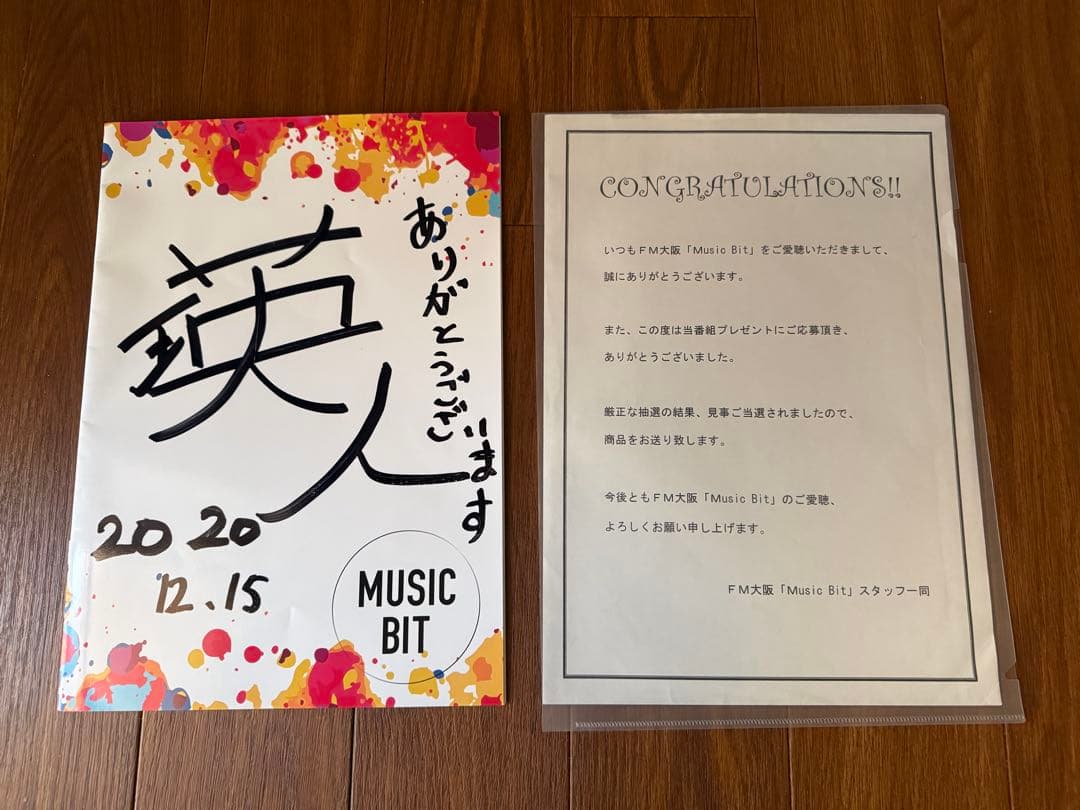 瑛人
ありがとうございます
2020
12.15
MUSIC
BIT
CONGRATULATIONS!!
いつもＦＭ大阪「Music Bit」をご愛聴いただきまして、
誠にありがとうございます。
また、この度は当番組プレゼントにご応募頂き、
ありがとうございました。
厳正な抽選の結果、見事ご当選されましたので、
商品をお送り致します。
今後ともＦＭ大阪「Music Bit」のご愛聴、
よろしくお願い申し上げます。
ＦＭ大阪「Music Bit」スタッフ一同